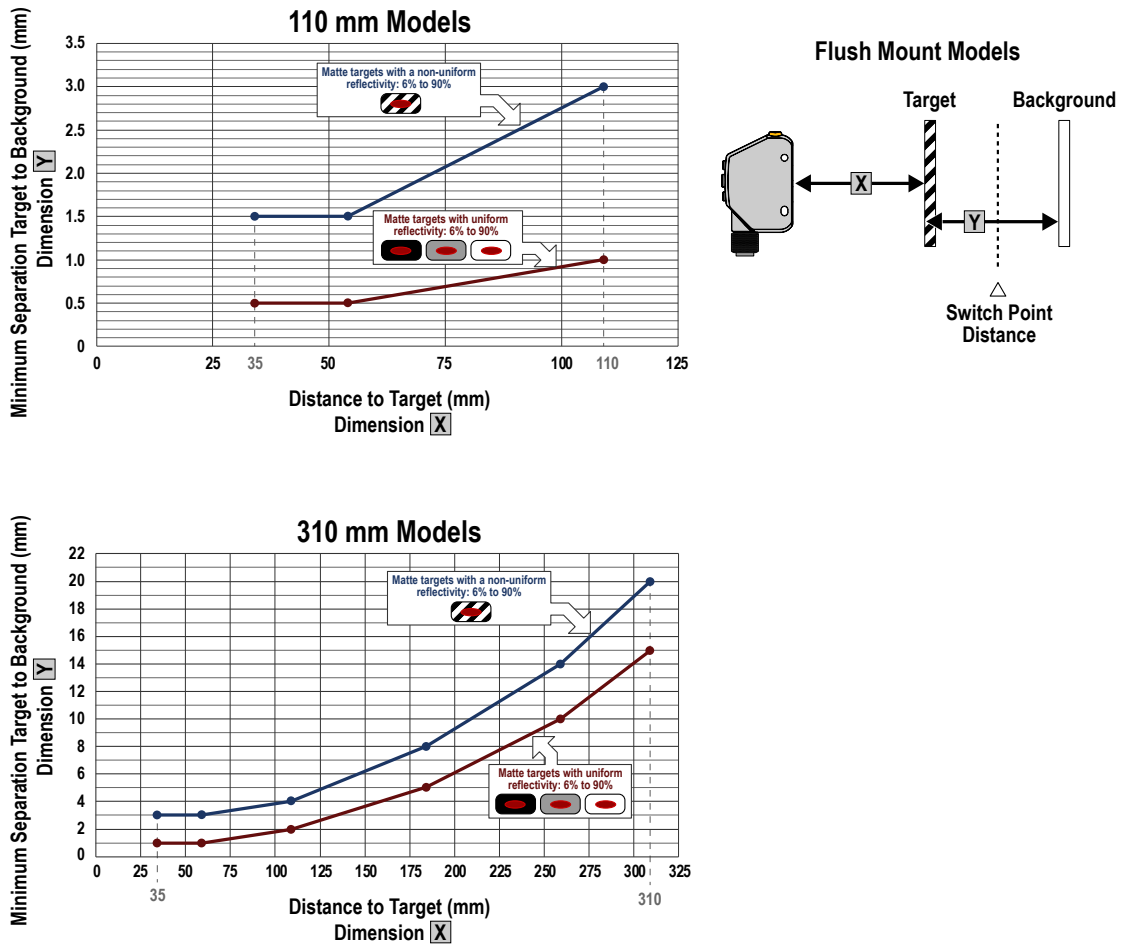 110 mm Models
Minimum Separation Target to Background (mm)
Dimension Y
3.5
3.0
2.5
2.0
1.5
1.0
0.5
0
Matte targets with a non-uniform
reflectivity: 6% to 90%
Matte targets with uniform
reflectivity: 6% to 90%
0 25 35 50 75 100 110 125
Distance to Target (mm)
Dimension X
Flush Mount Models
Target Background
X
Y
Switch Point
Distance
310 mm Models
Minimum Separation Target to Background (mm)
Dimension Y
22
20
18
16
14
12
10
8
6
4
2
0
Matte targets with a non-uniform
reflectivity: 6% to 90%
Matte targets with uniform
reflectivity: 6% to 90%
0 25 50 75 100 125 150 175 200 225 250 275 300 325
35 310
Distance to Target (mm)
Dimension X